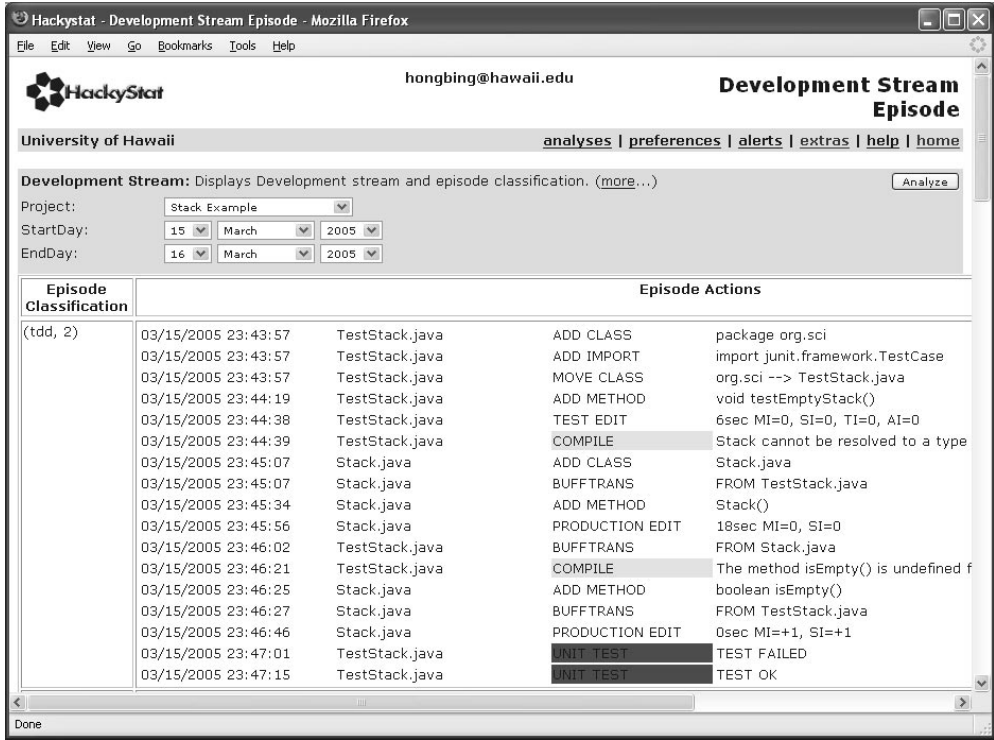 Hackystat - Development Stream Episode - Mozilla Firefox
File Edit View Go Bookmarks Tools Help
HackyStat
hongbing@hawaii.edu
Development Stream
Episode
University of Hawaii
analyses | preferences | alerts | extras | help | home
Development Stream: Displays Development stream and episode classification. (more...)
Analyze
Project: Stack Example
StartDay: 15 March 2005
EndDay: 16 March 2005
Episode
Classification
Episode Actions
(tdd, 2)
03/15/2005 23:43:57 TestStack.java ADD CLASS package org.sci
03/15/2005 23:43:57 TestStack.java ADD IMPORT import junit.framework.TestCase
03/15/2005 23:43:57 TestStack.java MOVE CLASS org.sci --> TestStack.java
03/15/2005 23:44:19 TestStack.java ADD METHOD void testEmptyStack()
03/15/2005 23:44:38 TestStack.java TEST EDIT 6sec MI=0, SI=0, TI=0, AI=0
03/15/2005 23:44:39 TestStack.java COMPILE Stack cannot be resolved to a type
03/15/2005 23:45:07 Stack.java ADD CLASS Stack.java
03/15/2005 23:45:07 Stack.java BUFFTRANS FROM TestStack.java
03/15/2005 23:45:34 Stack.java ADD METHOD Stack()
03/15/2005 23:45:56 Stack.java PRODUCTION EDIT 18sec MI=0, SI=0
03/15/2005 23:46:02 TestStack.java BUFFTRANS FROM Stack.java
03/15/2005 23:46:21 TestStack.java COMPILE The method isEmpty() is undefined f
03/15/2005 23:46:25 Stack.java ADD METHOD boolean isEmpty()
03/15/2005 23:46:27 Stack.java BUFFTRANS FROM TestStack.java
03/15/2005 23:46:46 Stack.java PRODUCTION EDIT 0sec MI=+1, SI=+1
03/15/2005 23:47:01 TestStack.java UNIT TEST TEST FAILED
03/15/2005 23:47:15 TestStack.java UNIT TEST TEST OK
Done